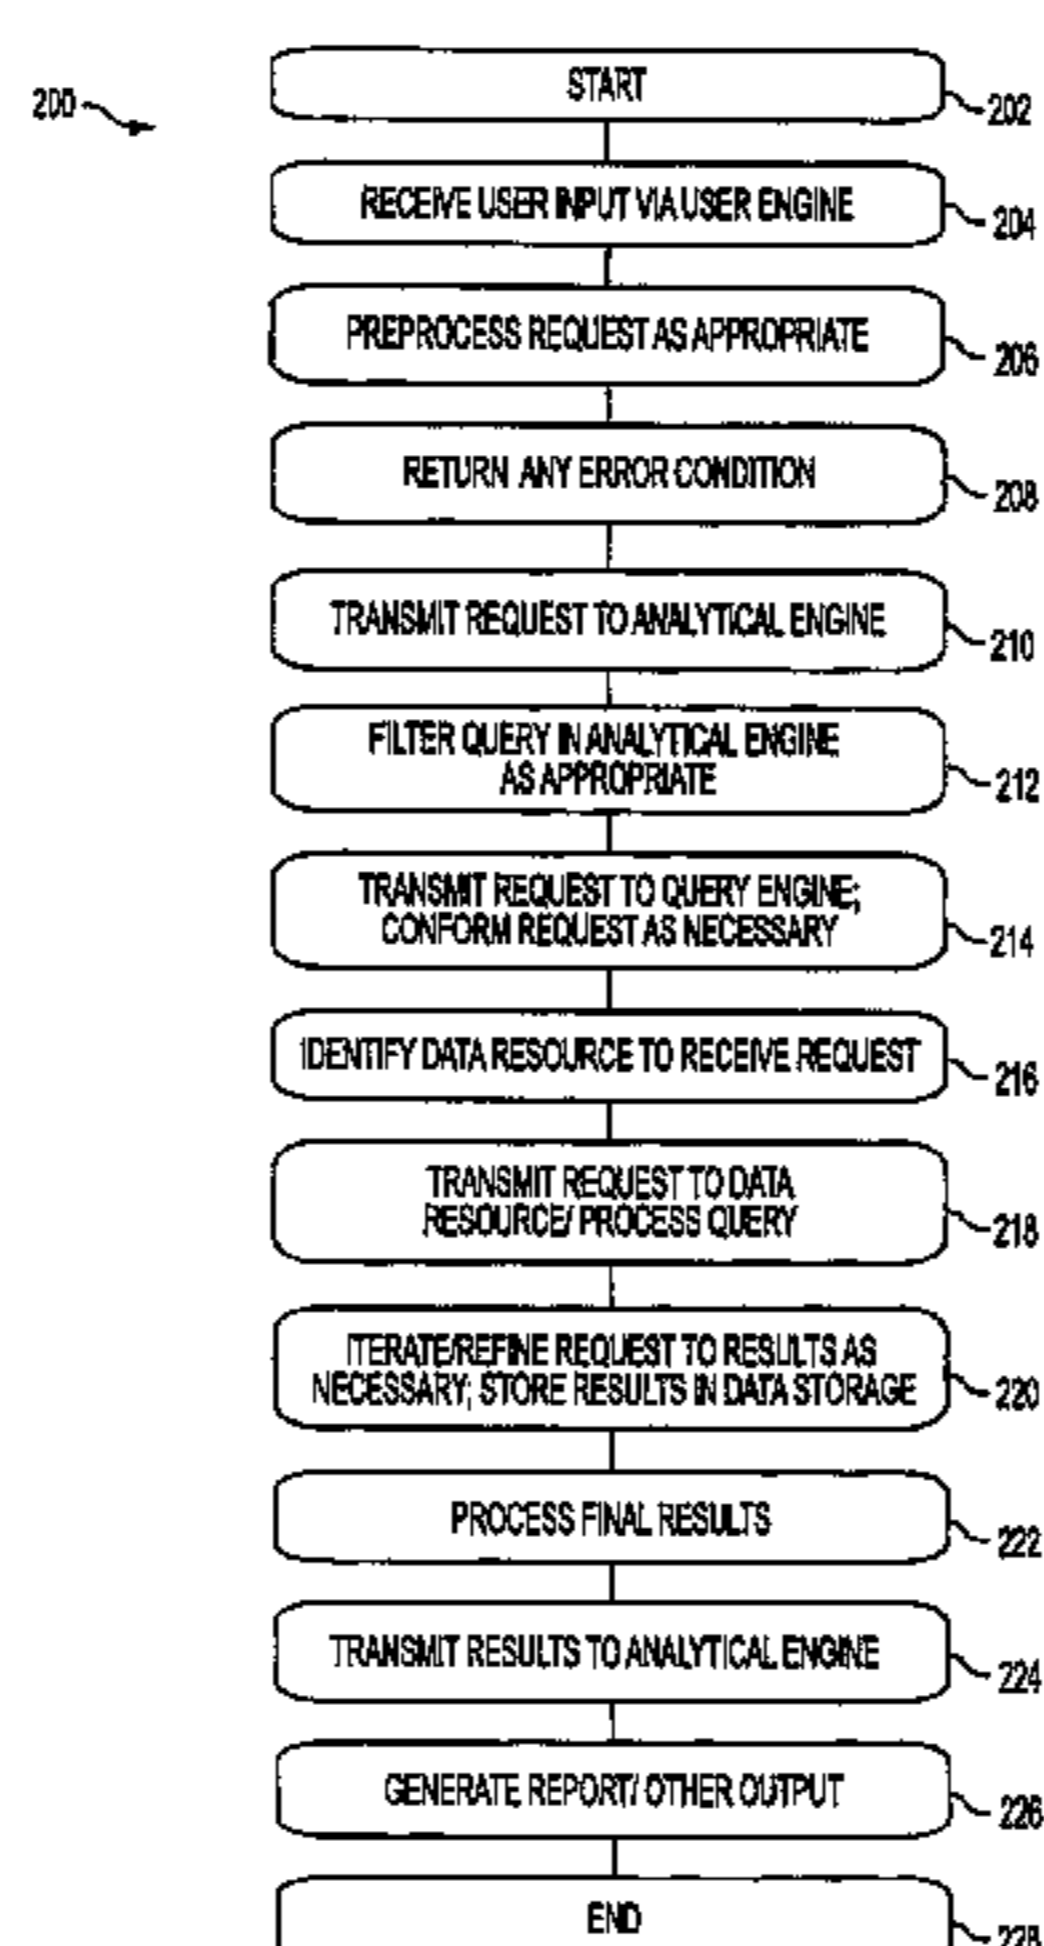 200
START
202
RECEIVE USER INPUT VIA USER ENGINE
204
PREPROCESS REQUEST AS APPROPRIATE
206
RETURN ANY ERROR CONDITION
208
TRANSMIT REQUEST TO ANALYTICAL ENGINE
210
FILTER QUERY IN ANALYTICAL ENGINE
AS APPROPRIATE
212
TRANSMIT REQUEST TO QUERY ENGINE;
CONFORM REQUEST AS NECESSARY
214
IDENTIFY DATA RESOURCE TO RECEIVE REQUEST
216
TRANSMIT REQUEST TO DATA
RESOURCE/ PROCESS QUERY
218
ITERATE/REFINE REQUEST TO RESULTS AS
NECESSARY; STORE RESULTS IN DATA STORAGE
220
PROCESS FINAL RESULTS
222
TRANSMIT RESULTS TO ANALYTICAL ENGINE
224
GENERATE REPORT/ OTHER OUTPUT
226
END
228